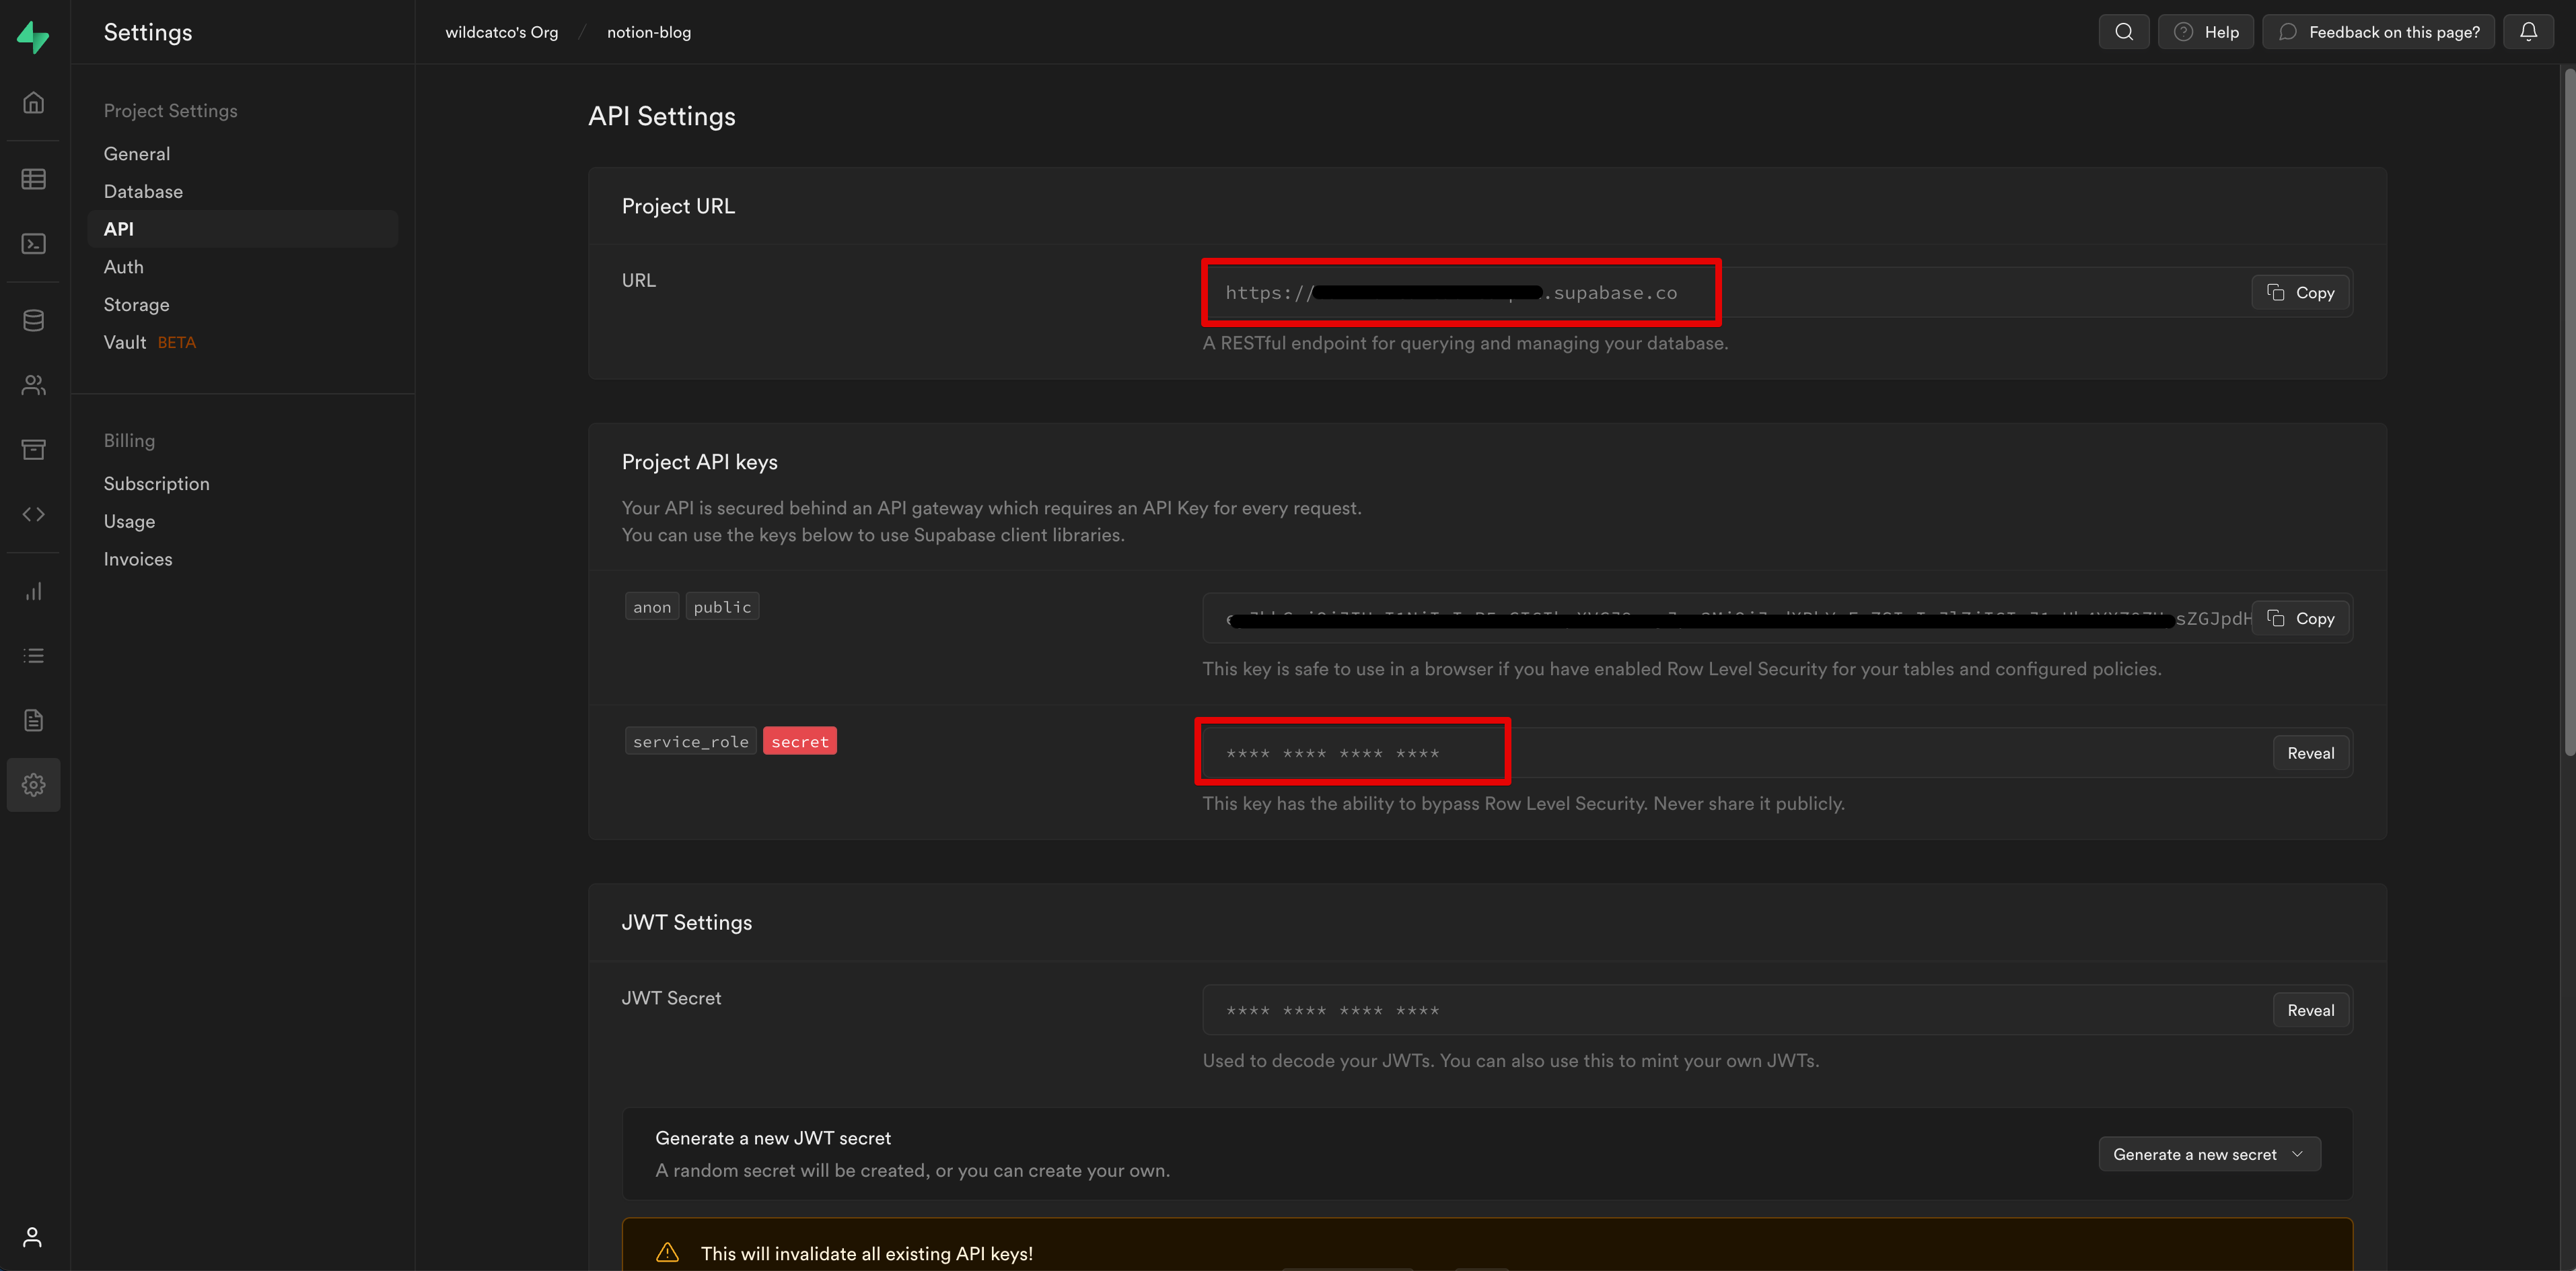 Settings
wildcatco's Org / notion-blog
Help
Feedback on this page?
Project Settings
General
Database
API
Auth
Storage
Vault BETA
Billing
Subscription
Usage
Invoices
API Settings
Project URL
URL
https:// .supabase.co
Copy
A RESTful endpoint for querying and managing your database.
Project API keys
Your API is secured behind an API gateway which requires an API Key for every request.
You can use the keys below to use Supabase client libraries.
anon public
sZGJpdH
Copy
This key is safe to use in a browser if you have enabled Row Level Security for your tables and configured policies.
service_role secret
**** **** **** ****
Reveal
This key has the ability to bypass Row Level Security. Never share it publicly.
JWT Settings
JWT Secret
**** **** **** ****
Reveal
Used to decode your JWTs. You can also use this to mint your own JWTs.
Generate a new JWT secret
A random secret will be created, or you can create your own.
Generate a new secret
This will invalidate all existing API keys!